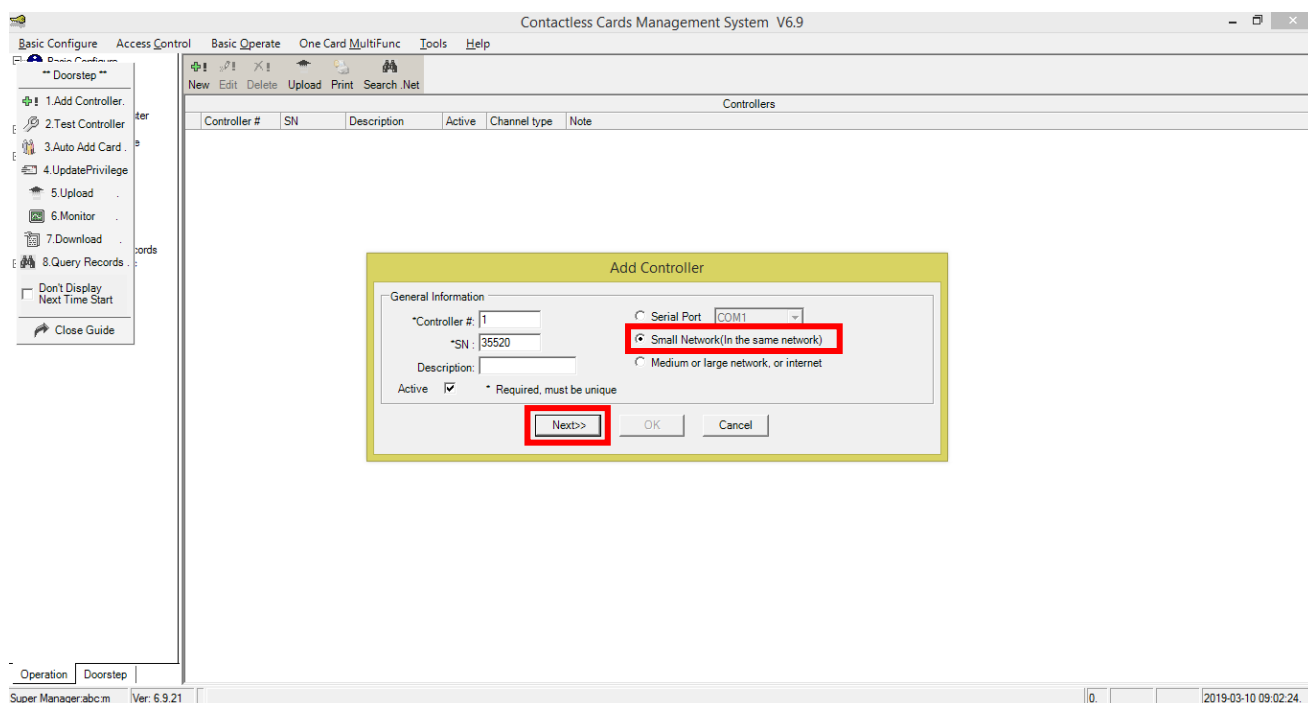 Contactless Cards Management System V6.9
Basic Configure Access Control Basic Operate One Card MultiFunc Tools Help
** Doorstep **
1.Add Controller.
2.Test Controller
3.Auto Add Card .
4.UpdatePrivilege
5.Upload .
6.Monitor .
7.Download .
8.Query Records .
Don't Display
Next Time Start
Close Guide
New Edit Delete Upload Print Search .Net
Controllers
Controller # SN Description Active Channel type Note
Add Controller
General Information
*Controller #: 1
*SN : 35520
Description:
Active * Required, must be unique
Serial Port COM1
Small Network(In the same network)
Medium or large network, or internet
Next>> OK Cancel
Operation Doorstep
Super Manager:abc:m Ver: 6.9.21 0. 2019-03-10 09:02:24.